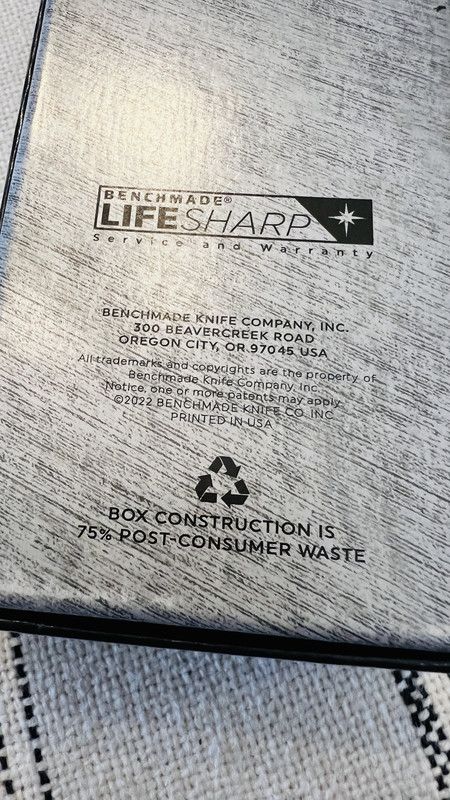 BENCHMADE®
LIFESHARP
Service and Warranty
BENCHMADE KNIFE COMPANY, INC.
300 BEAVERCREEK ROAD
OREGON CITY, OR 97045 USA
All trademarks and copyrights are the property of
Benchmade Knife Company, Inc.
Notice, one or more patents may apply
©2022 BENCHMADE KNIFE CO. INC.
PRINTED IN USA
BOX CONSTRUCTION IS
75% POST-CONSUMER WASTE